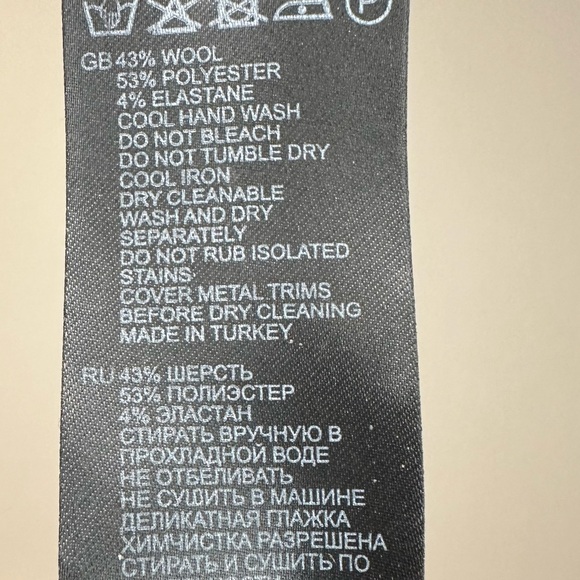 P
GB 43% WOOL
53% POLYESTER
4% ELASTANE
COOL HAND WASH
DO NOT BLEACH
DO NOT TUMBLE DRY
COOL IRON
DRY CLEANABLE
WASH AND DRY
SEPARATELY
DO NOT RUB ISOLATED
STAINS
COVER METAL TRIMS
BEFORE DRY CLEANING
MADE IN TURKEY
RU 43% ШЕРСТЬ
53% ПОЛИЭСТЕР
4% ЭЛАСТАН
СТИРАТЬ ВРУЧНУЮ В
ПРОХЛАДНОЙ ВОДЕ
НЕ ОТБЕЛИВАТЬ
НЕ СУШИТЬ В МАШИНЕ
ДЕЛИКАТНАЯ ГЛАЖКА
ХИМЧИСТКА РАЗРЕШЕНА
СТИРАТЬ И СУШИТЬ ПО